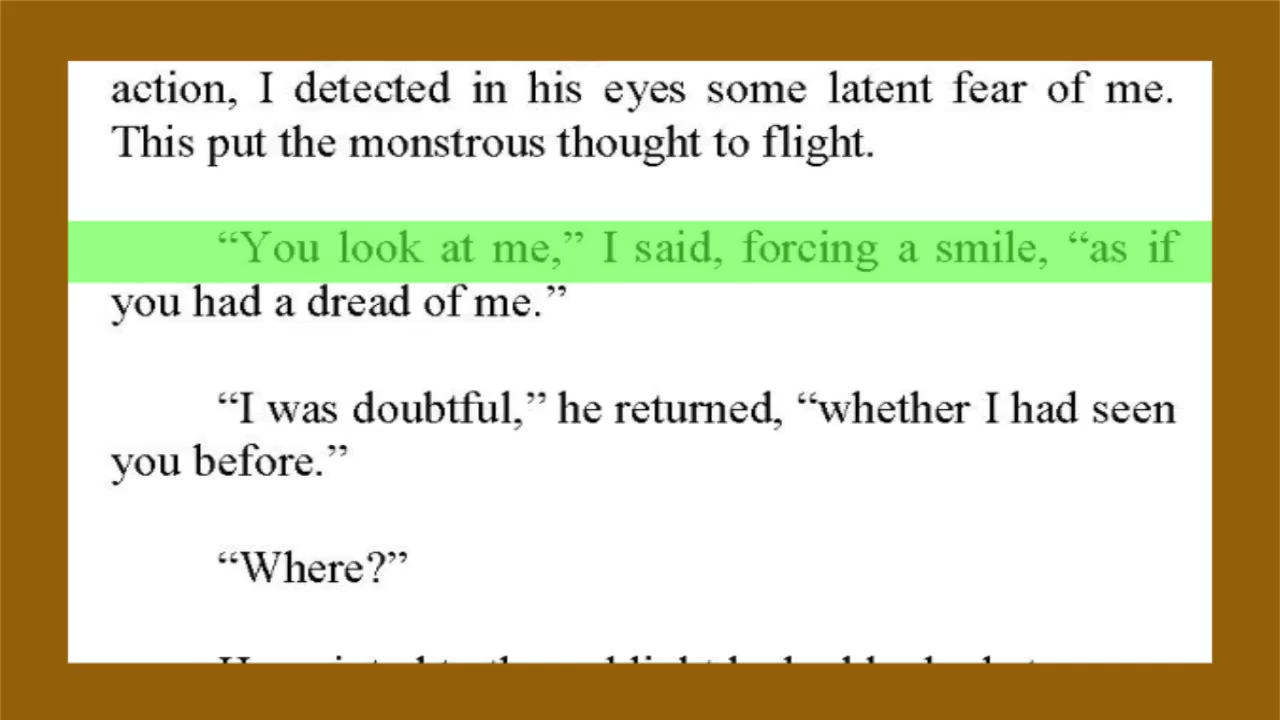 action, I detected in his eyes some latent fear of me.
This put the monstrous thought to flight.
“You look at me,” I said, forcing a smile, “as if
you had a dread of me.”
“I was doubtful,” he returned, “whether I had seen
you before.”
“Where?”